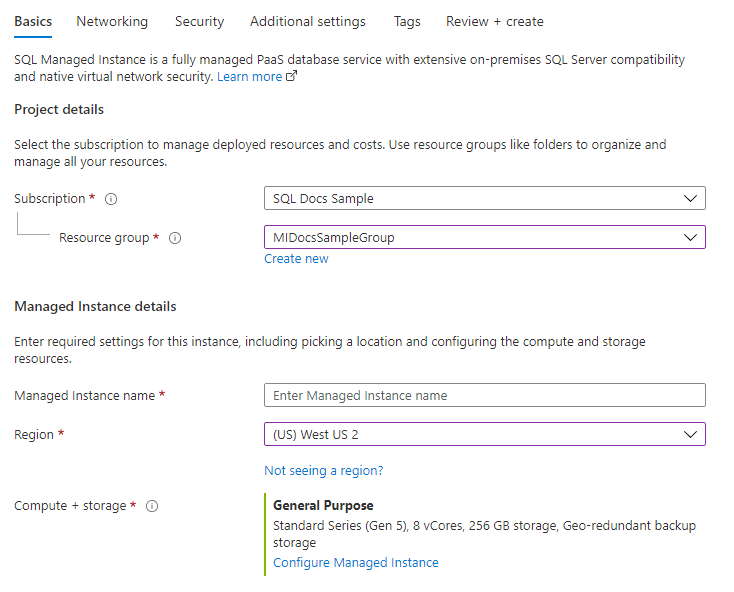 Basics Networking Security Additional settings Tags Review + create
SQL Managed Instance is a fully managed PaaS database service with extensive on-premises SQL Server compatibility
and native virtual network security. Learn more
Project details
Select the subscription to manage deployed resources and costs. Use resource groups like folders to organize and
manage all your resources.
Subscription * SQL Docs Sample
Resource group * MIDocsSampleGroup
Create new
Managed Instance details
Enter required settings for this instance, including picking a location and configuring the compute and storage
resources.
Managed Instance name * Enter Managed Instance name
Region * (US) West US 2
Not seeing a region?
Compute + storage * General Purpose
Standard Series (Gen 5), 8 vCores, 256 GB storage, Geo-redundant backup
storage
Configure Managed Instance